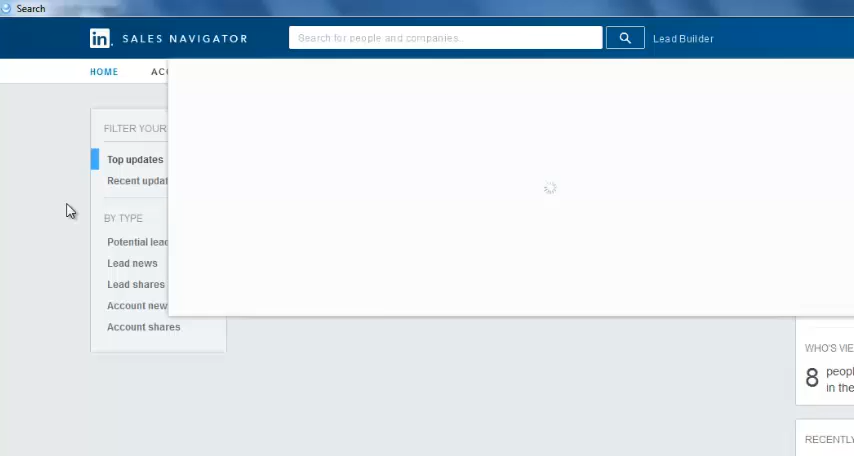 Search
in SALES NAVIGATOR
Search for people and companies...
Lead Builder
HOME
ACC
FILTER YOUR
Top updates
Recent updat
BY TYPE
Potential lead
Lead news
Lead shares
Account new
Account shares
WHO'S VIE
8 peopl
in the
RECENTLY